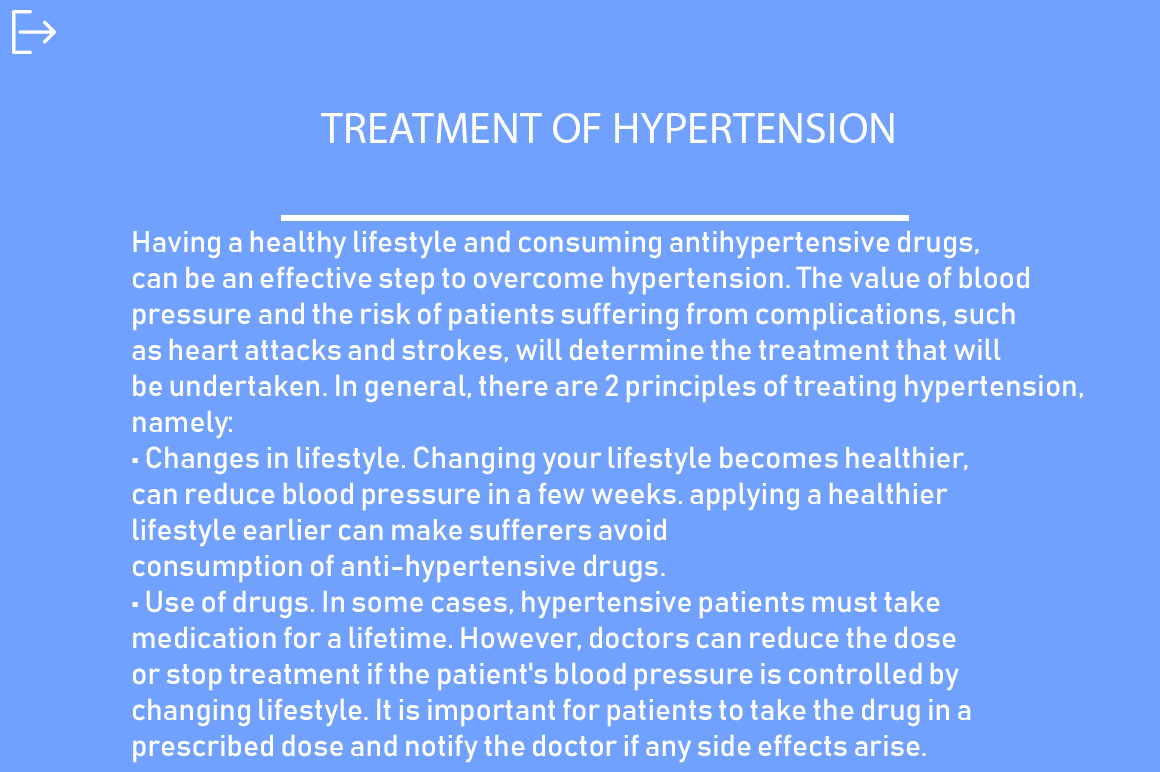 TREATMENT OF HYPERTENSION
Having a healthy lifestyle and consuming antihypertensive drugs,
can be an effective step to overcome hypertension. The value of blood
pressure and the risk of patients suffering from complications, such
as heart attacks and strokes, will determine the treatment that will
be undertaken. In general, there are 2 principles of treating hypertension,
namely:
▪ Changes in lifestyle. Changing your lifestyle becomes healthier,
can reduce blood pressure in a few weeks. applying a healthier
lifestyle earlier can make sufferers avoid
consumption of anti-hypertensive drugs.
▪ Use of drugs. In some cases, hypertensive patients must take
medication for a lifetime. However, doctors can reduce the dose
or stop treatment if the patient's blood pressure is controlled by
changing lifestyle. It is important for patients to take the drug in a
prescribed dose and notify the doctor if any side effects arise.